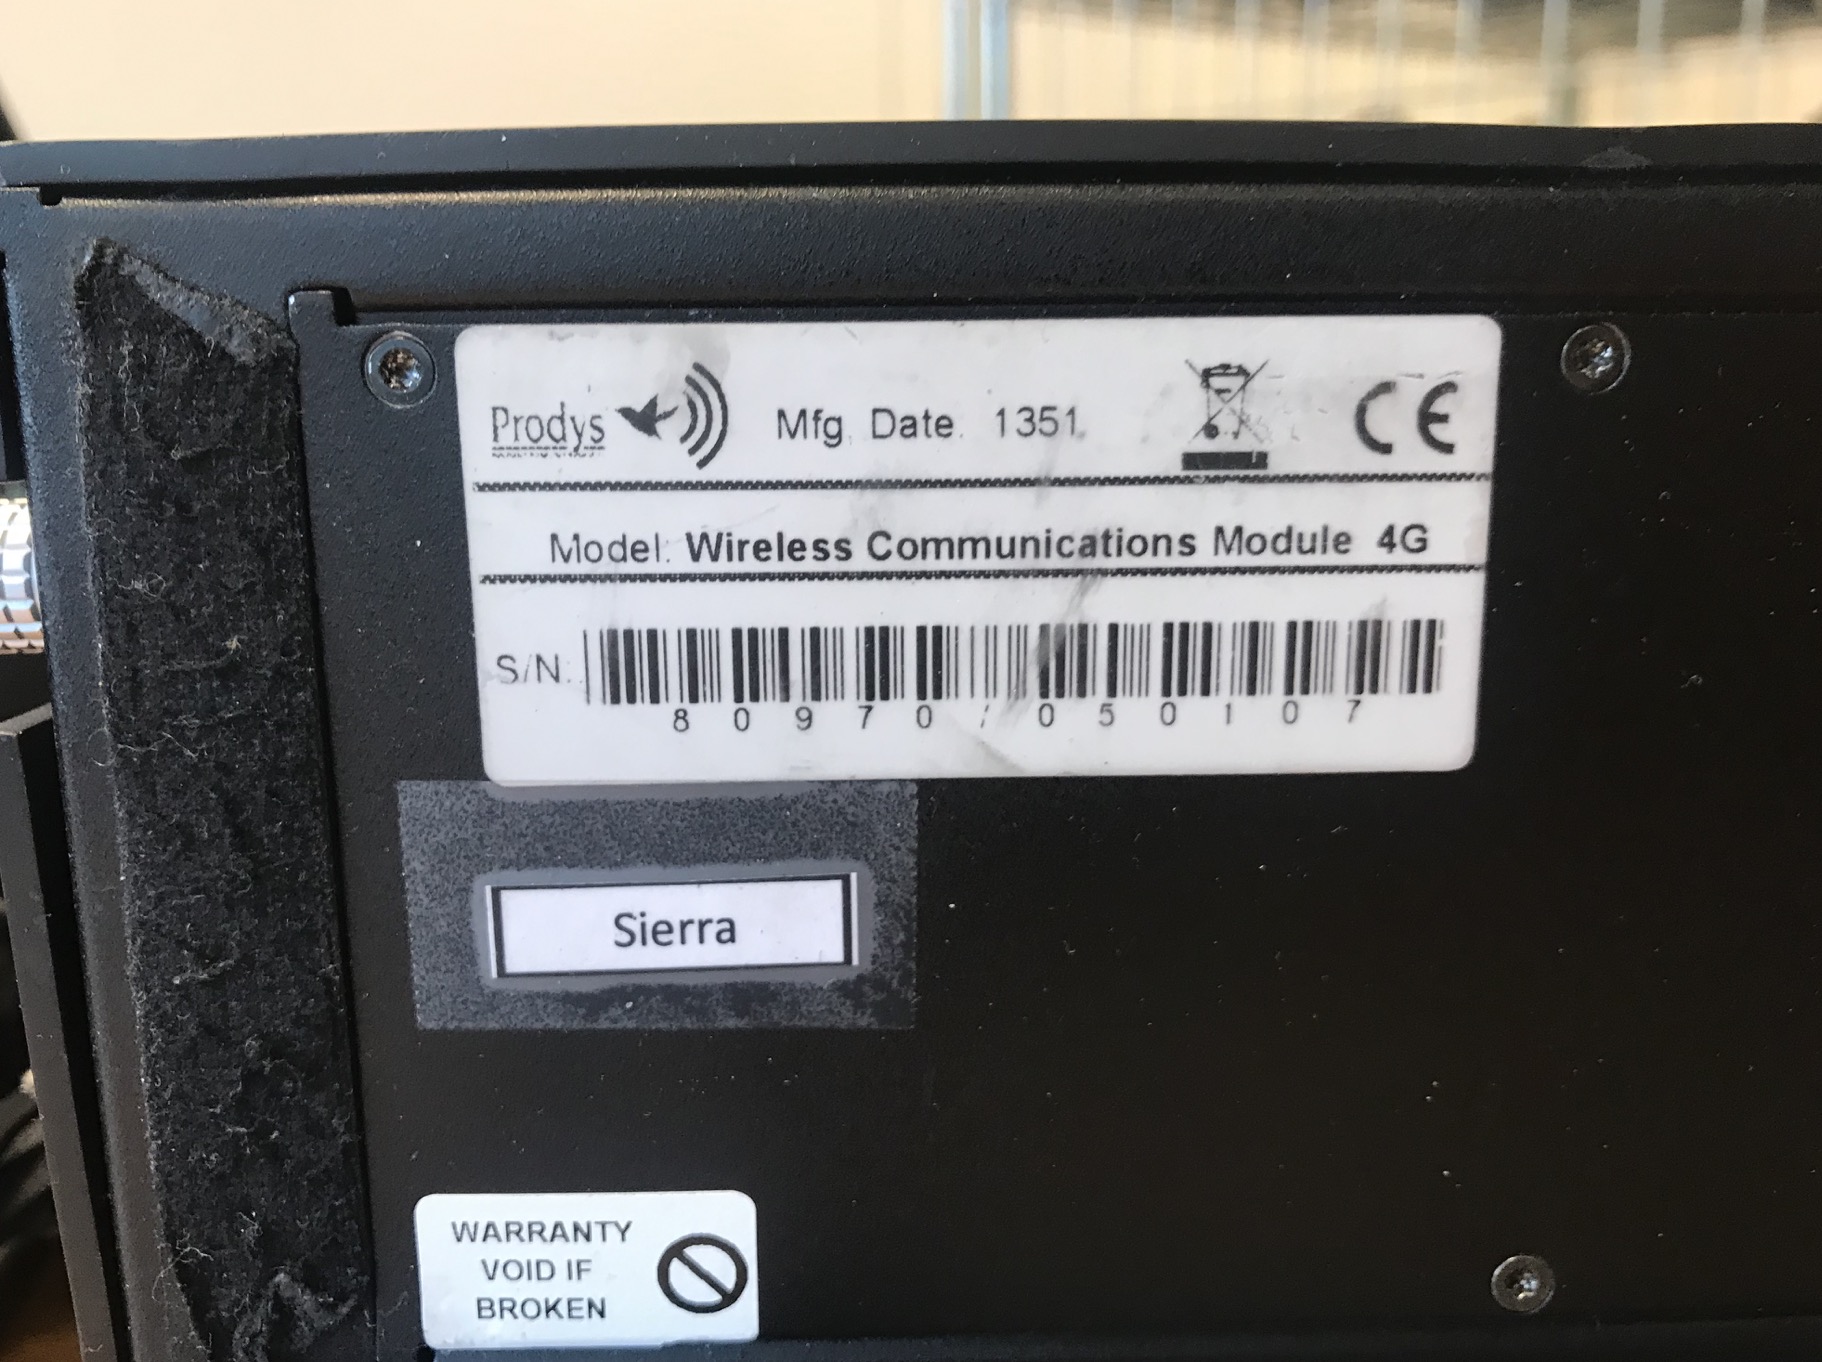 Prodys Mfg. Date. 1351. CE
Model: Wireless Communications Module 4G
S/N:
80970/050107
Sierra
WARRANTY
VOID IF
BROKEN